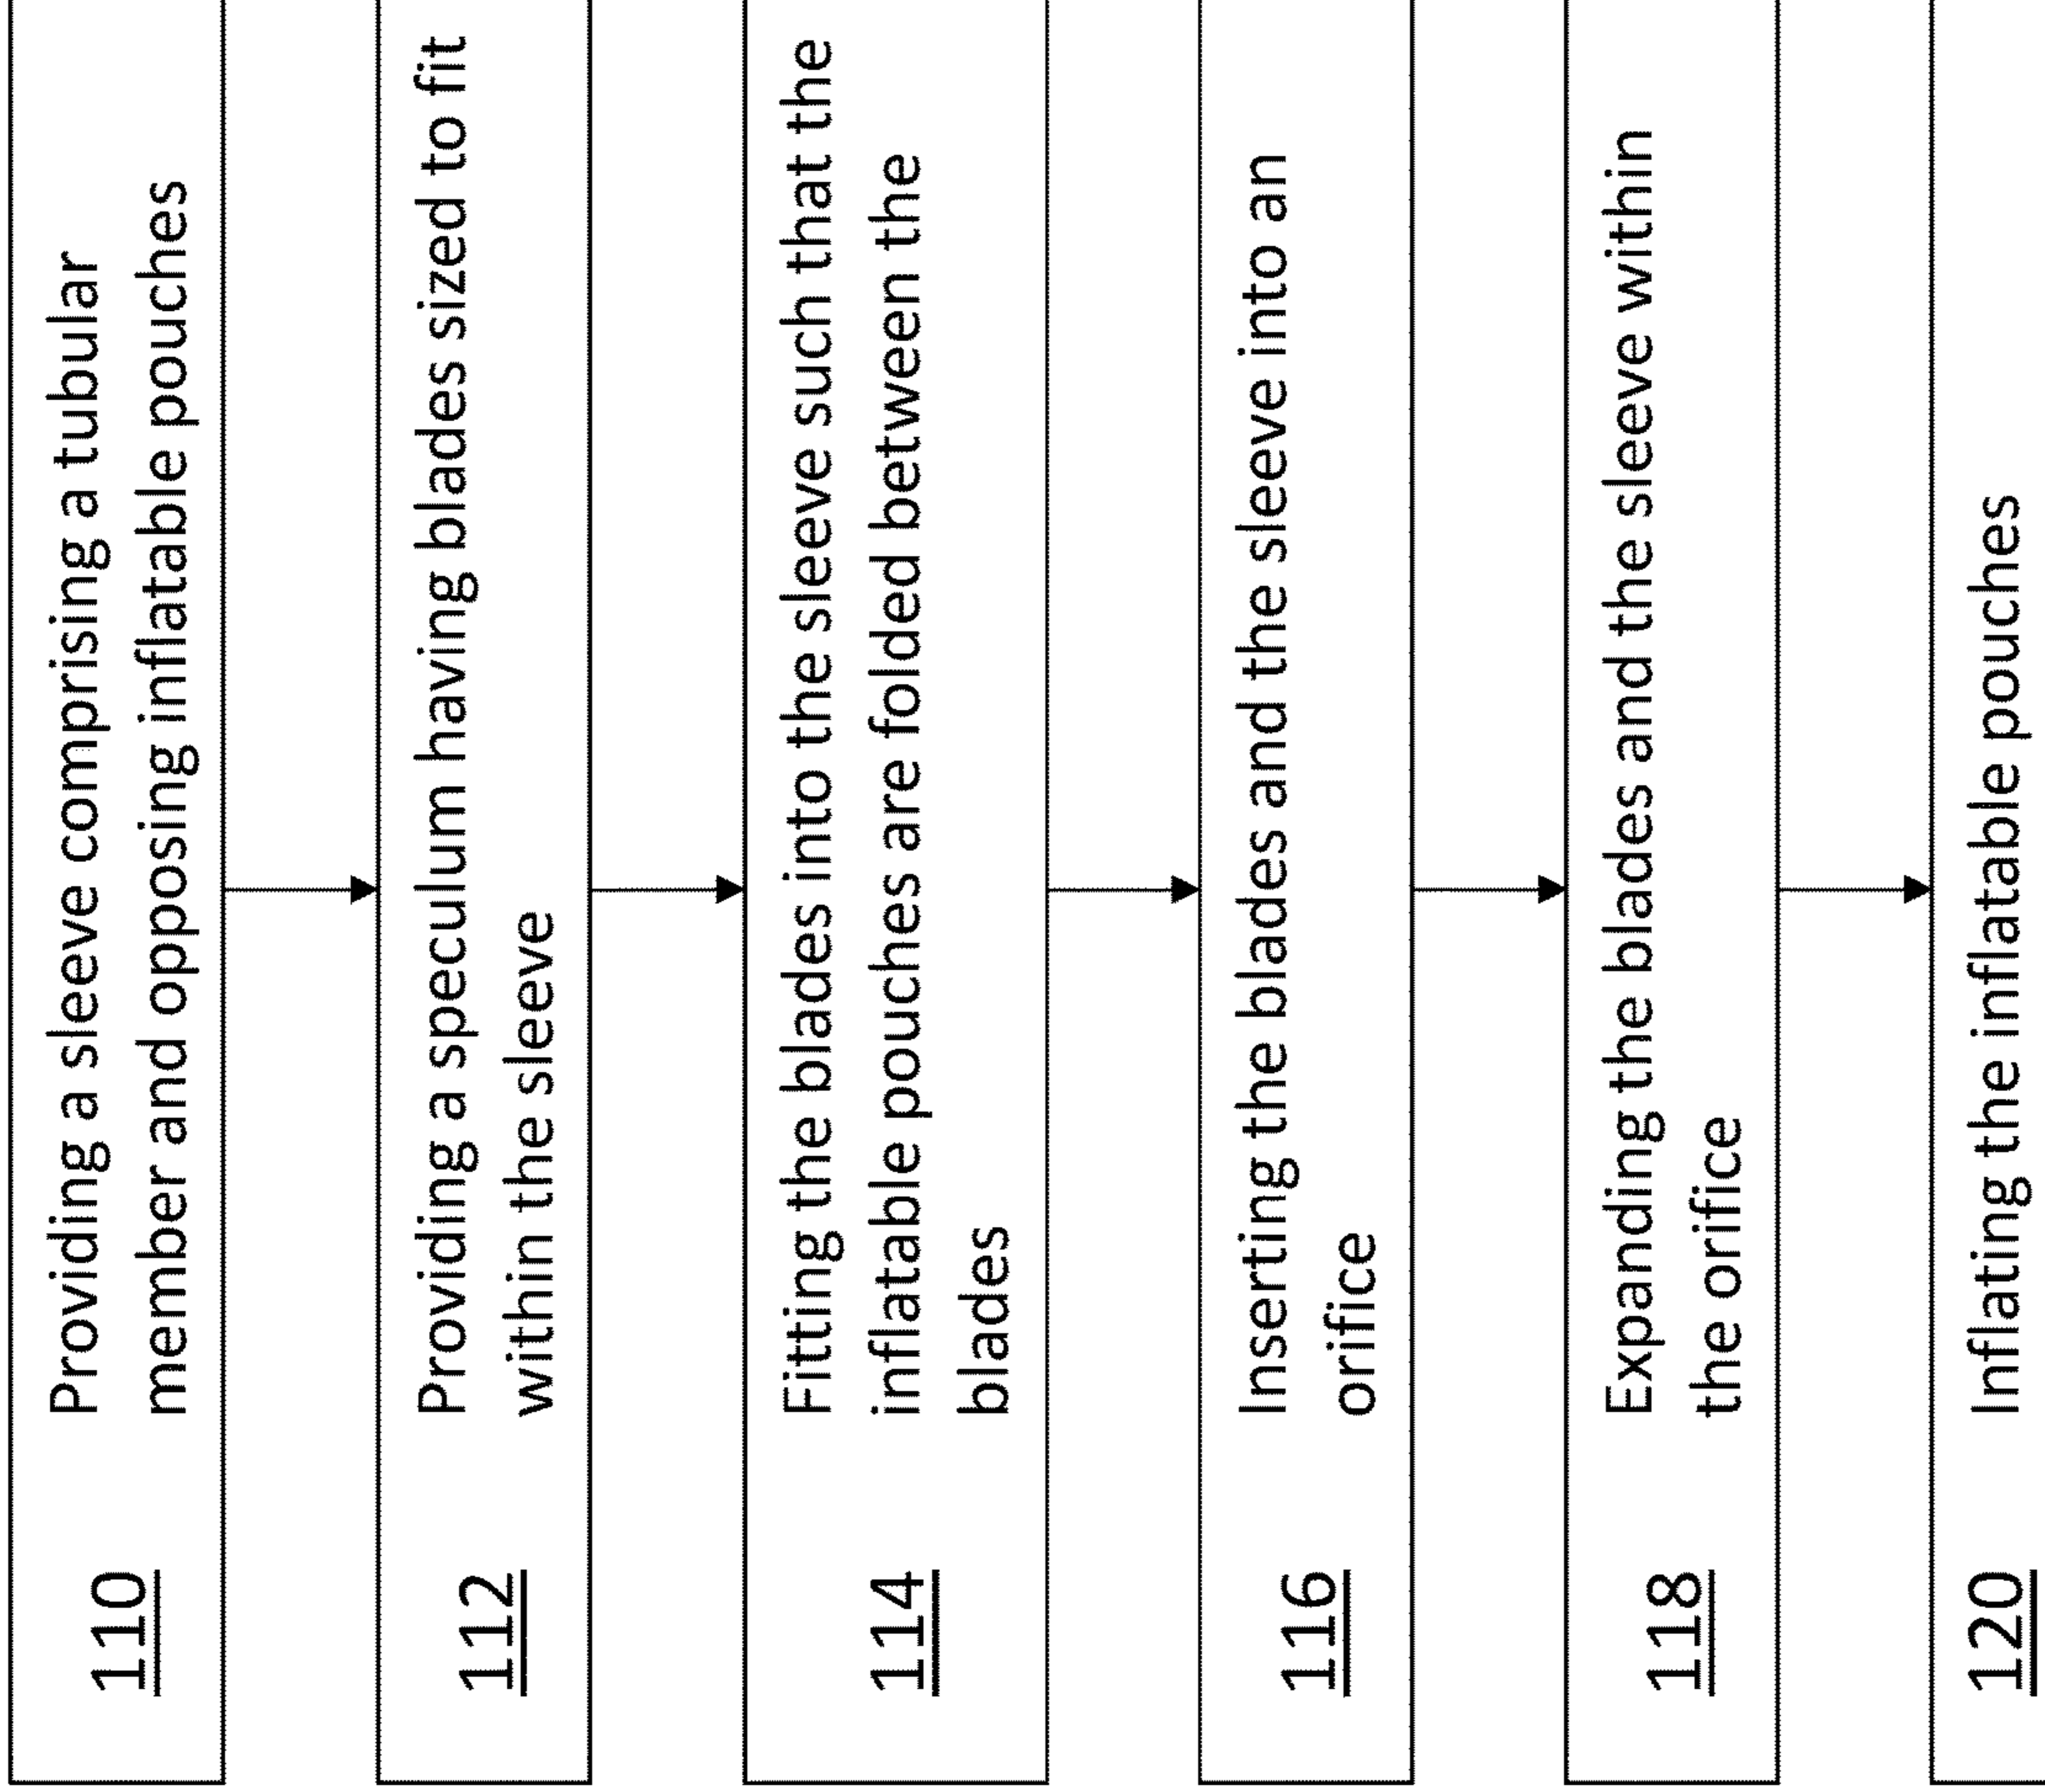 110
Providing a sleeve comprising a tubular
member and opposing inflatable pouches
112
Providing a speculum having blades sized to fit
within the sleeve
114
Fitting the blades into the sleeve such that the
inflatable pouches are folded between the
blades
116
Inserting the blades and the sleeve into an
orifice
118
Expanding the blades and the sleeve within
the orifice
120
Inflating the inflatable pouches